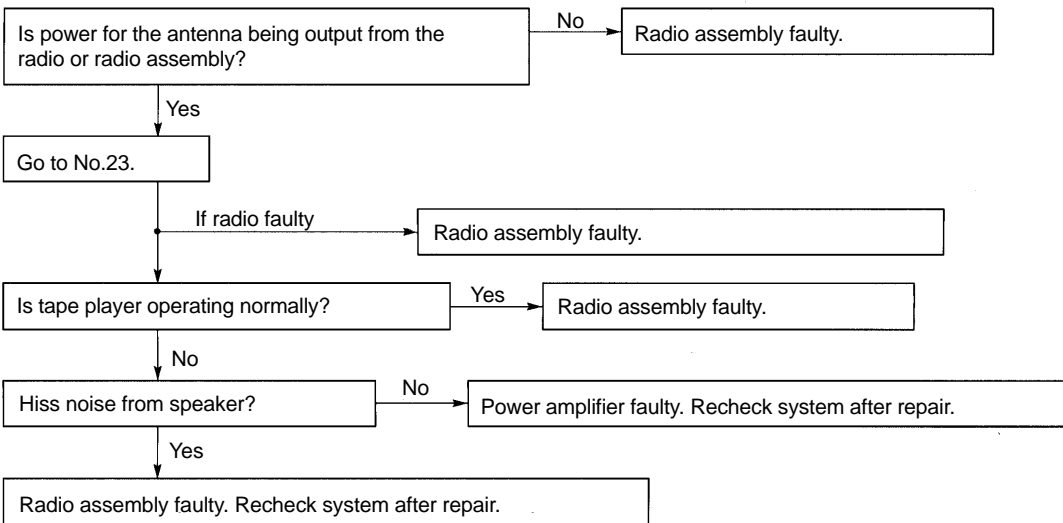 Is power for the antenna being output from the
radio or radio assembly?
No
Radio assembly faulty.
Yes
Go to No.23.
If radio faulty
Radio assembly faulty.
Is tape player operating normally?
Yes
Radio assembly faulty.
No
Hiss noise from speaker?
No
Power amplifier faulty. Recheck system after repair.
Yes
Radio assembly faulty. Recheck system after repair.